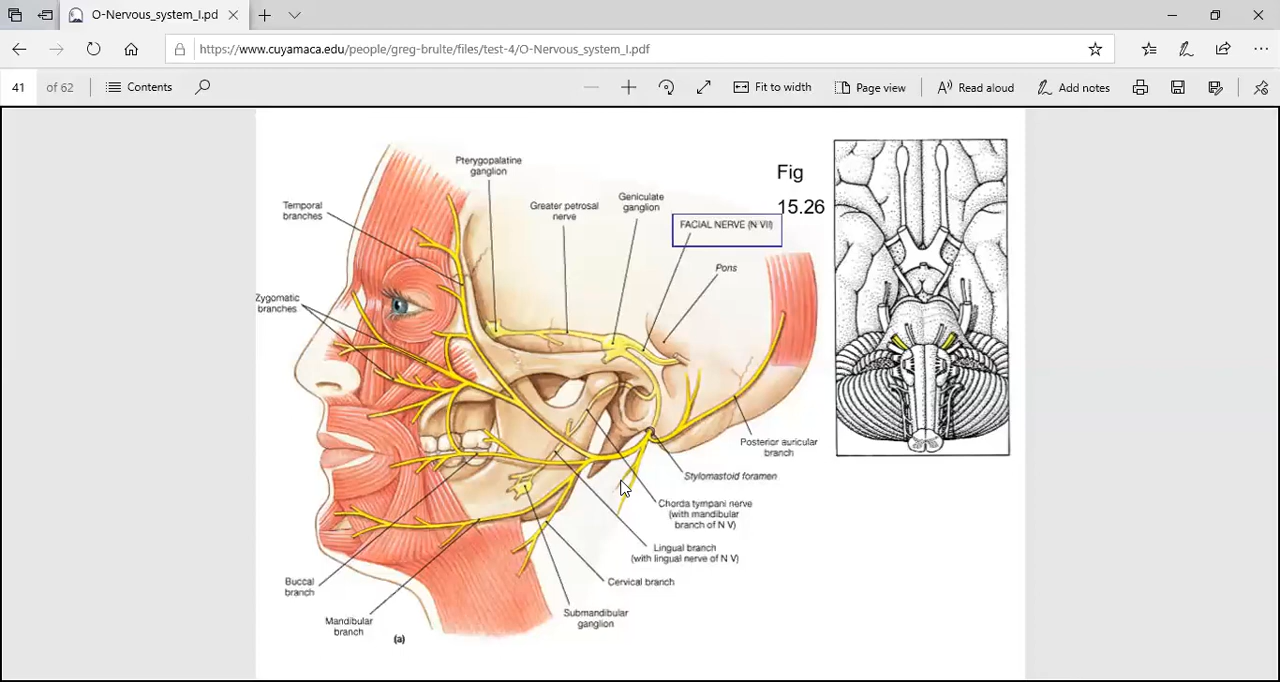 O-Nervous_system_I.pd
https://www.cuyamaca.edu/people/greg-brulte/files/test-4/O-Nervous_system_I.pdf
41 of 62
Contents
Fit to width
Page view
Read aloud
Add notes
Pterygopalatine
ganglion
Temporal
branches
Greater petrosal
nerve
Geniculate
ganglion
FACIAL NERVE (N VII)
Fig
15.26
Pons
Zygomatic
branches
Posterior auricular
branch
Stylomastoid foramen
Chorda tympani nerve
(with mandibular
branch of N V)
Lingual branch
(with lingual nerve of N V)
Buccal
branch
Cervical branch
Mandibular
branch
Submandibular
ganglion
(a)